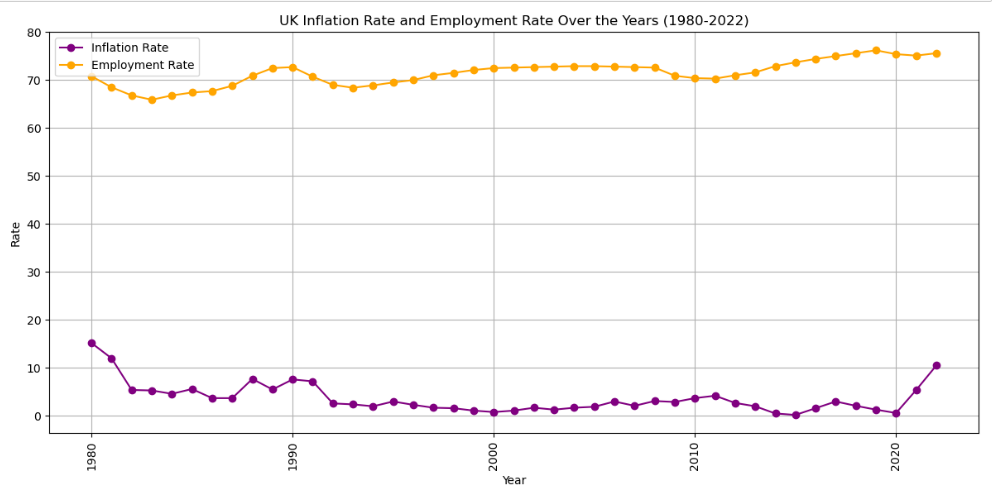 UK Inflation Rate and Employment Rate Over the Years (1980-2022)
Inflation Rate
Employment Rate
Rate
80
70
60
50
40
30
20
10
0
1980
1990
2000
2010
2020
Year